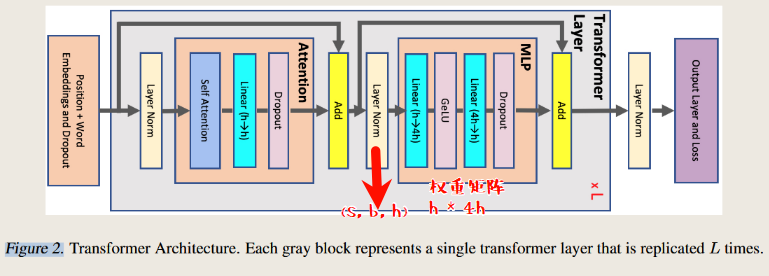 Position + Word
Embeddings and Dropout
Layer Norm
Self Attention
Linear (h→h)
Dropout
Attention
Add
Layer Norm
Linear (h→4h)
GeLU
Linear (4h→h)
Dropout
MLP
Add
Transformer
Layer
x L
Layer Norm
Output Layer and Loss
(s, b, h)
权重矩阵
h * 4h
Figure 2. Transformer Architecture. Each gray block represents a single transformer layer that is replicated L times.